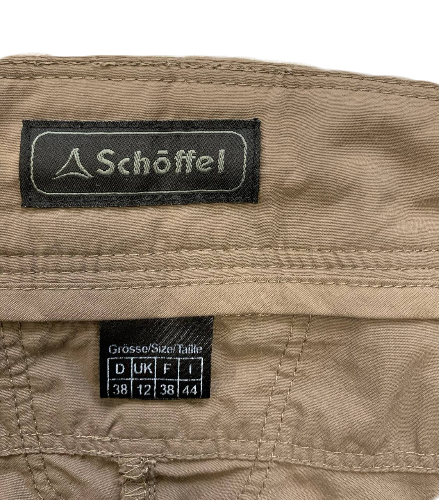 Schöffel
Grösse/Size/Taille
D UK F I
38 12 38 44